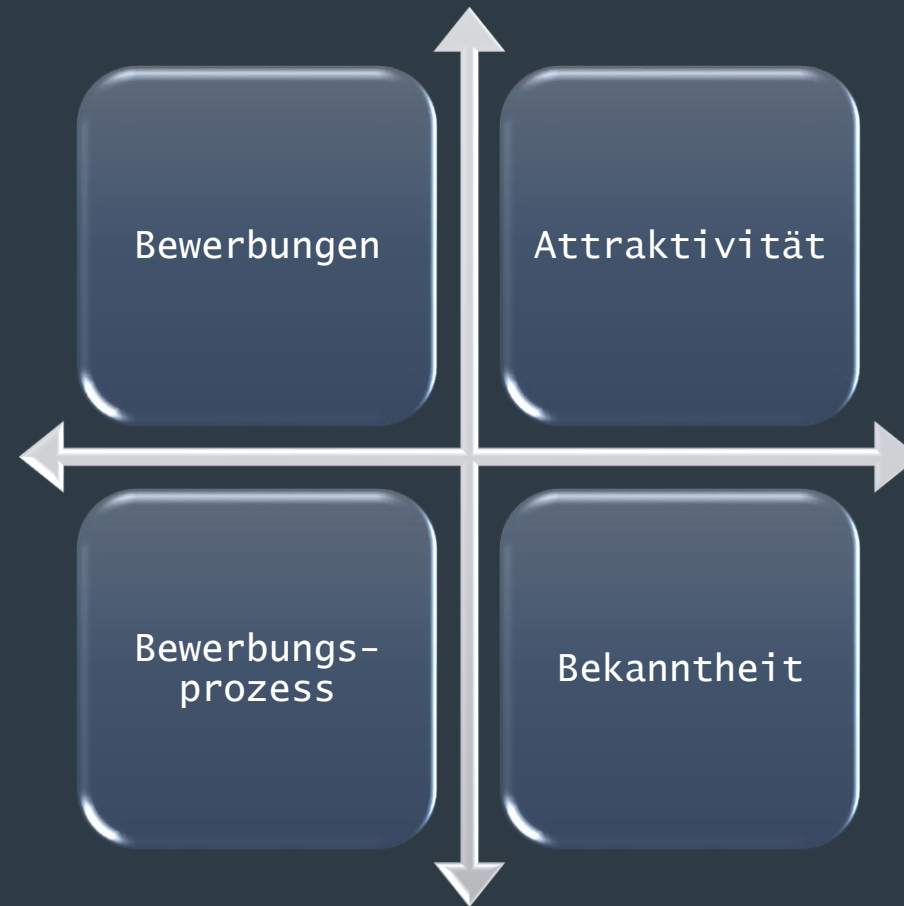 Bewerbungen
Attraktivität
Bewerbungs-
prozess
Bekanntheit